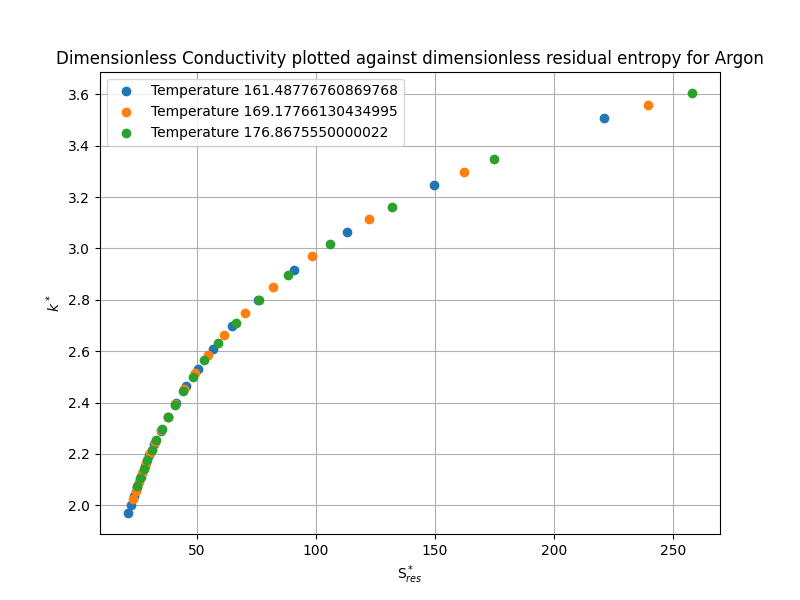 Dimensionless Conductivity plotted against dimensionless residual entropy for Argon
Temperature 161.48776760869768
Temperature 169.17766130434995
Temperature 176.8675550000022
3.6
3.4
3.2
3.0
2.8
2.6
2.4
2.2
2.0
k*
50 100 150 200 250
S*res